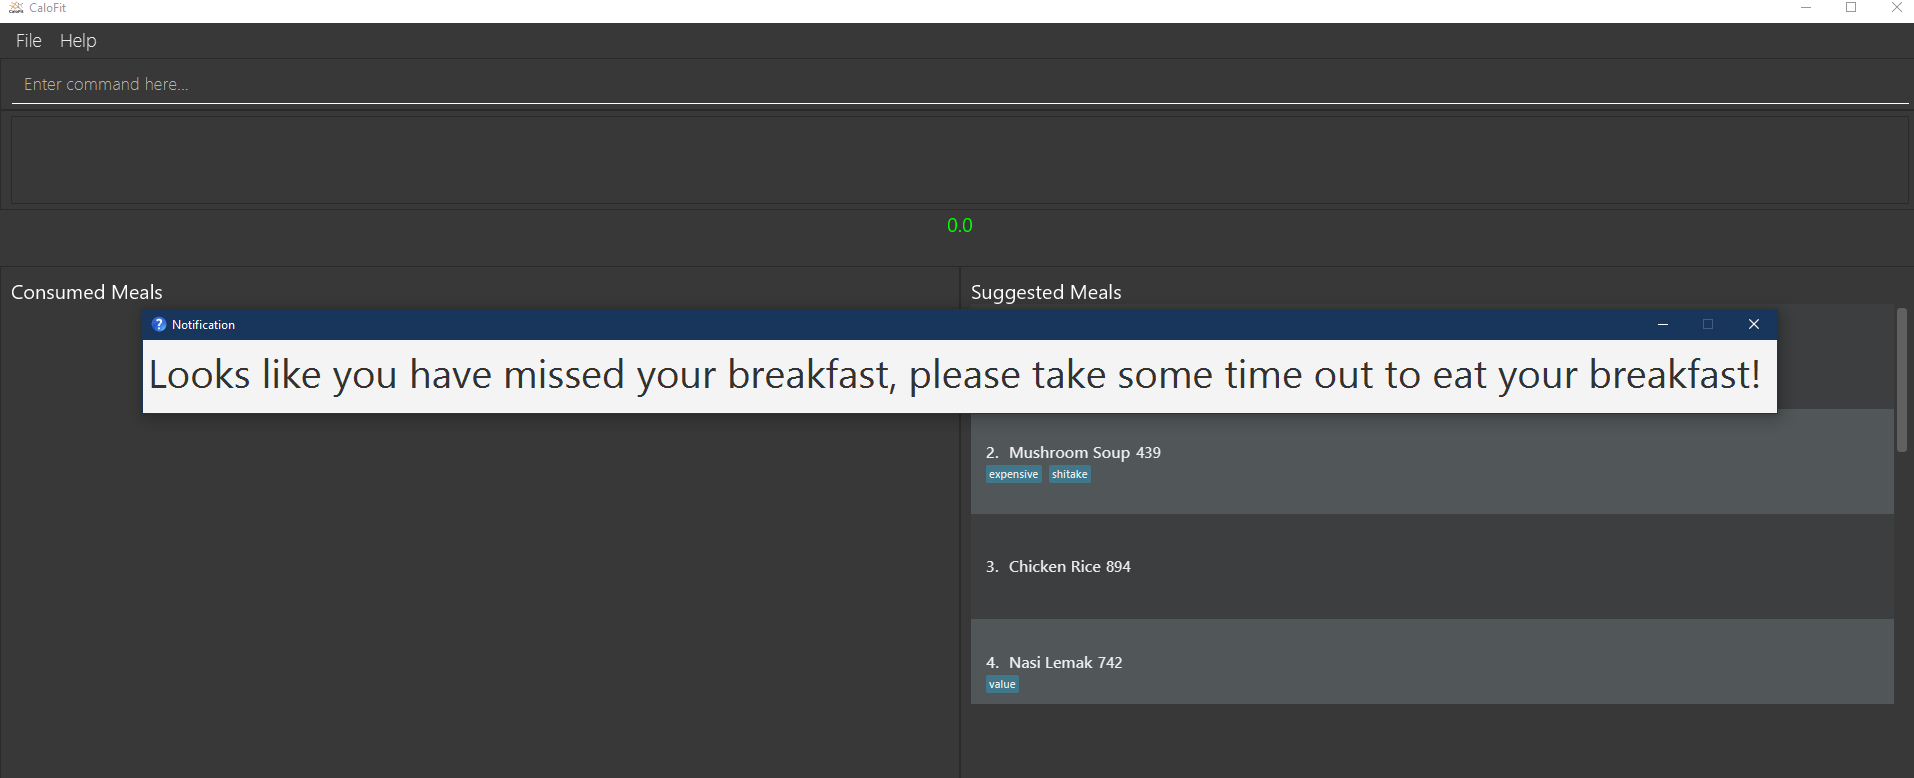 CaloFit
File Help
Enter command here...
0.0
Consumed Meals
Suggested Meals
Notification
Looks like you have missed your breakfast, please take some time out to eat your breakfast!
2. Mushroom Soup 439
expensive shitake
3. Chicken Rice 894
4. Nasi Lemak 742
value